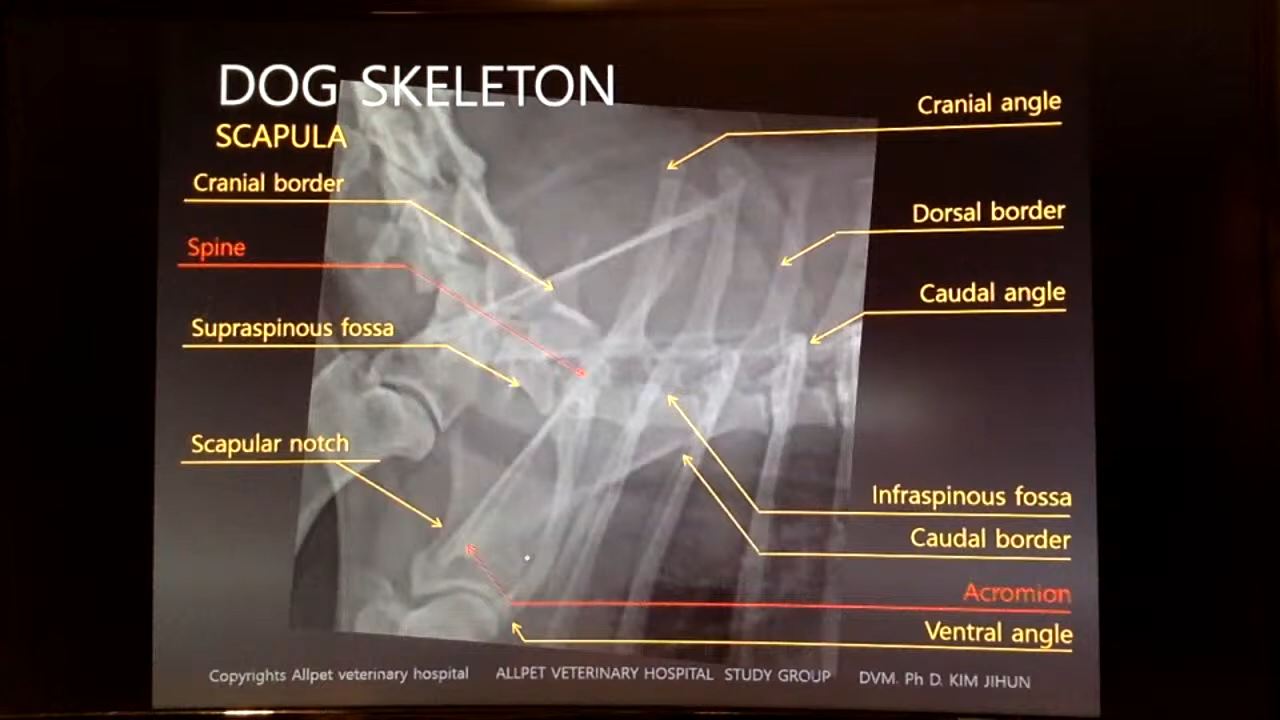 DOG SKELETON
SCAPULA
Cranial border
Spine
Supraspinous fossa
Scapular notch
Cranial angle
Dorsal border
Caudal angle
Infraspinous fossa
Caudal border
Acromion
Ventral angle
Copyrights Allpet veterinary hospital ALLPET VETERINARY HOSPITAL STUDY GROUP DVM. Ph D. KIM JIHUN